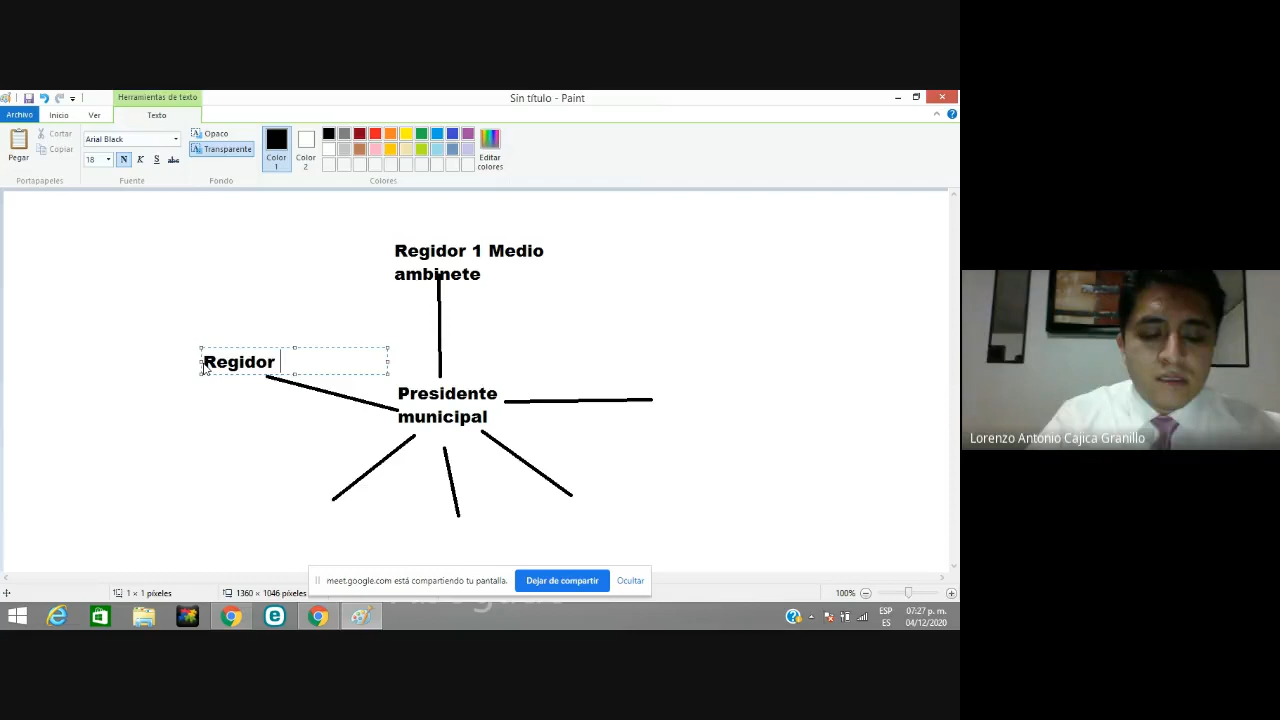 Herramientas de texto
Sin título - Paint
Archivo
Inicio
Ver
Texto
Pegar
Cortar
Copiar
Portapapeles
Arial Black
18
N K S abc
Fuente
Opaco
Transparente
Fondo
Color
1
Color
2
Editar
colores
Colores
Regidor 1 Medio
ambinete
Regidor
Presidente
municipal
Lorenzo Antonio Cajica Granillo
meet.google.com está compartiendo tu pantalla.
Dejar de compartir
Ocultar
1 × 1 píxeles
1360 × 1046 píxeles
100%
ESP
ES
07:27 p. m.
04/12/2020